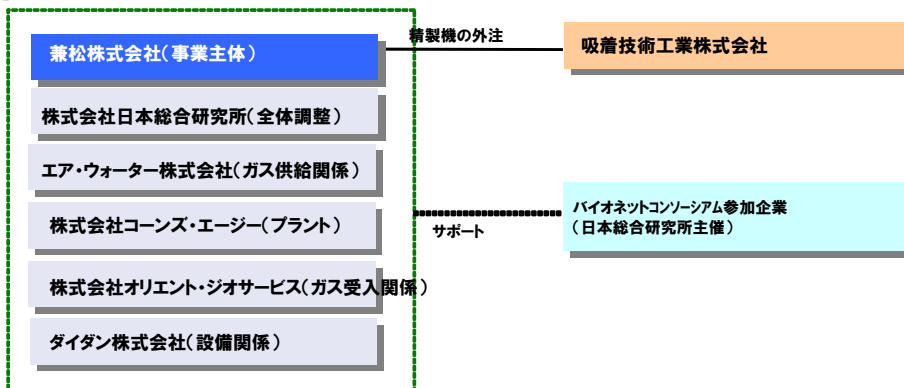 兼松株式会社(事業主体)
精製機の外注
吸着技術工業株式会社
株式会社日本総合研究所(全体調整)
エア・ウォーター株式会社(ガス供給関係)
株式会社コーンズ・エージー(プラント)
サポート
バイオネットコンソーシアム参加企業
(日本総合研究所主催)
株式会社オリエント・ジオサービス(ガス受入関係)
ダイダン株式会社(設備関係)